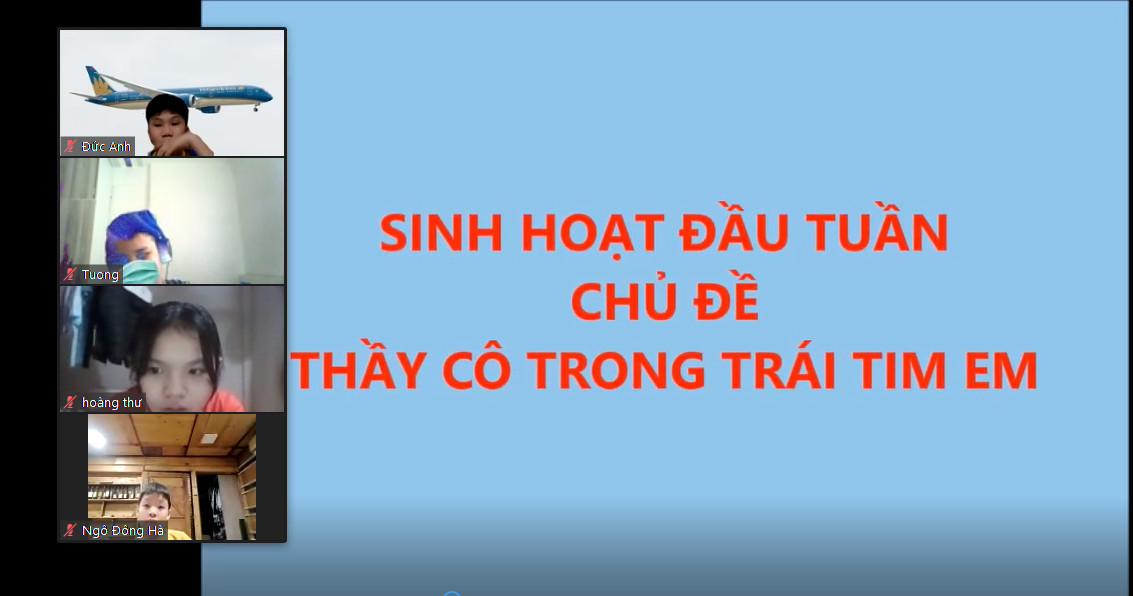 Đức Anh
Tuong
hoàng thư
Ngô Đông Hà
SINH HOẠT ĐẦU TUẦN
CHỦ ĐỀ
THẦY CÔ TRONG TRÁI TIM EM